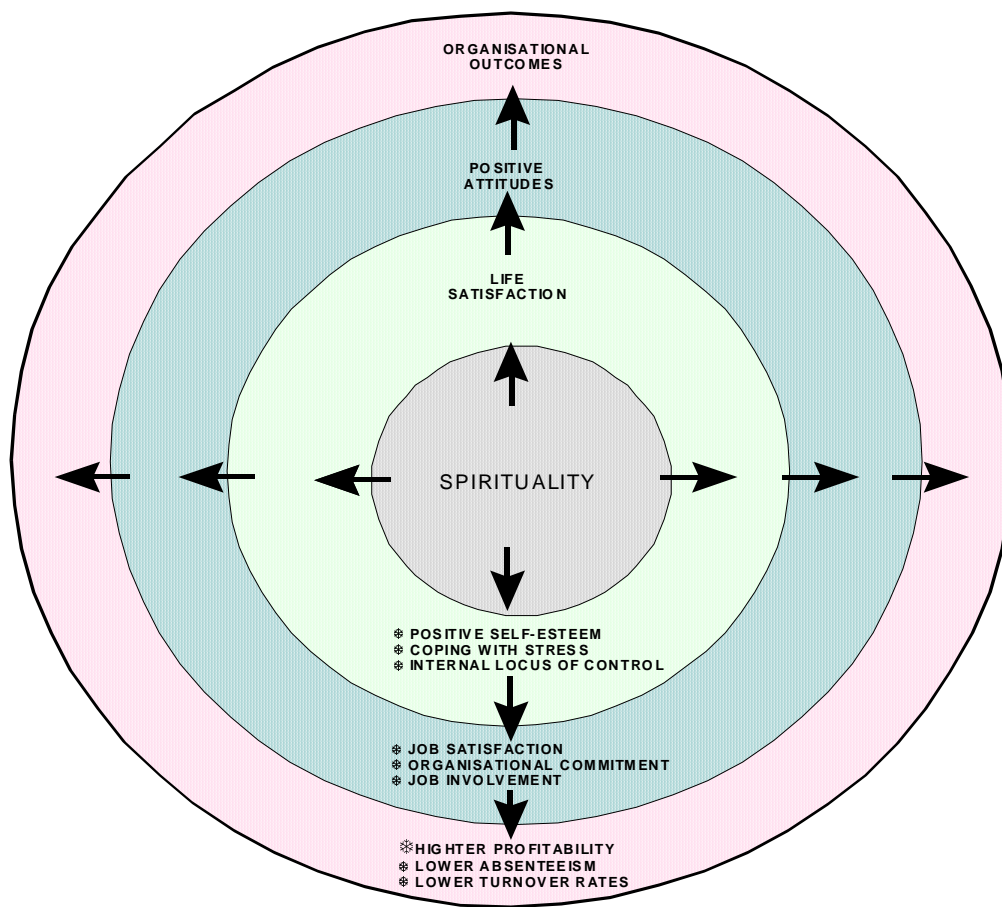 ORGANISATIONAL
OUTCOMES
POSITIVE
ATTITUDES
LIFE
SATISFACTION
SPIRITUALITY
❄ POSITIVE SELF-ESTEEM
❄ COPING WITH STRESS
❄ INTERNAL LOCUS OF CONTROL
❄ JOB SATISFACTION
❄ ORGANISATIONAL COMMITMENT
❄ JOB INVOLVEMENT
❄HIGHTER PROFITABILITY
❄ LOWER ABSENTEEISM
❄ LOWER TURNOVER RATES